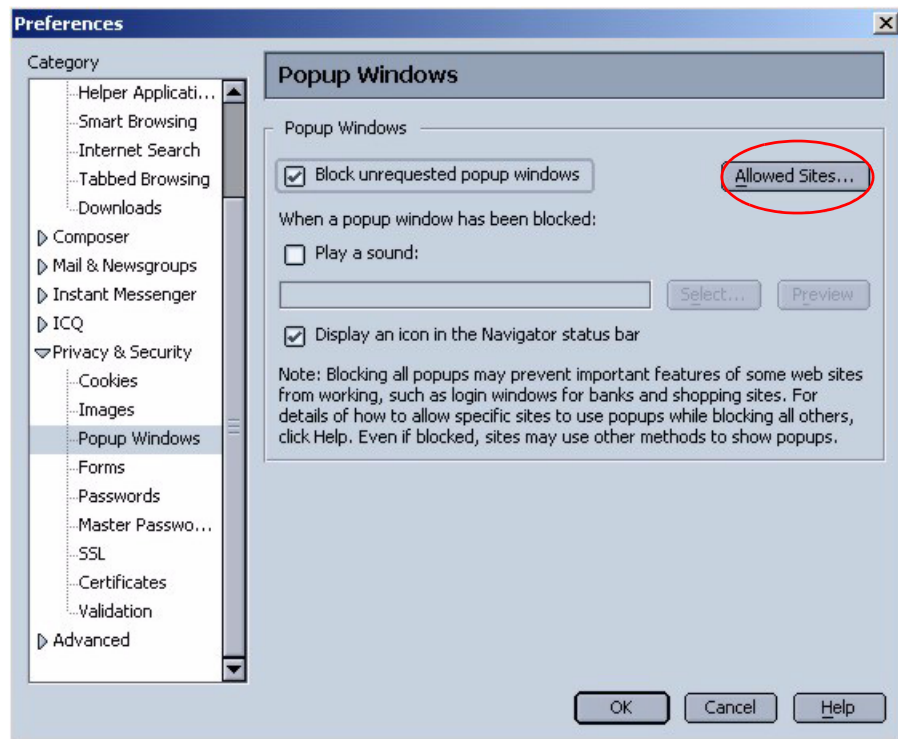 Preferences
Category
Helper Applicati...
Smart Browsing
Internet Search
Tabbed Browsing
Downloads
Composer
Mail & Newsgroups
Instant Messenger
ICQ
Privacy & Security
Cookies
Images
Popup Windows
Forms
Passwords
Master Passwo...
SSL
Certificates
Validation
Advanced
Popup Windows
Popup Windows
Block unrequested popup windows
Allowed Sites...
When a popup window has been blocked:
Play a sound:
Select...
Preview
Display an icon in the Navigator status bar
Note: Blocking all popups may prevent important features of some web sites
from working, such as login windows for banks and shopping sites. For
details of how to allow specific sites to use popups while blocking all others,
click Help. Even if blocked, sites may use other methods to show popups.
OK
Cancel
Help